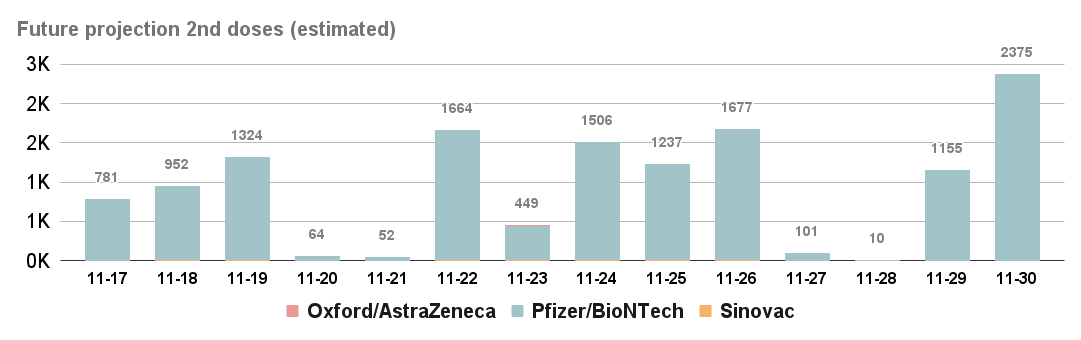 Future projection 2nd doses (estimated)
3K
2K
2K
1K
1K
0K
781
952
1324
64
52
1664
449
1506
1237
1677
101
10
1155
2375
11-17 11-18 11-19 11-20 11-21 11-22 11-23 11-24 11-25 11-26 11-27 11-28 11-29 11-30
Oxford/AstraZeneca Pfizer/BioNTech Sinovac